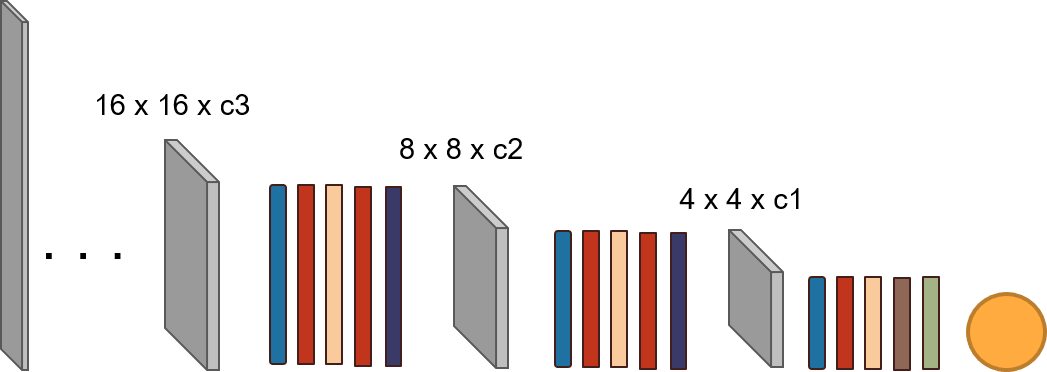 16 x 16 x c3
8 x 8 x c2
4 x 4 x c1
. . .